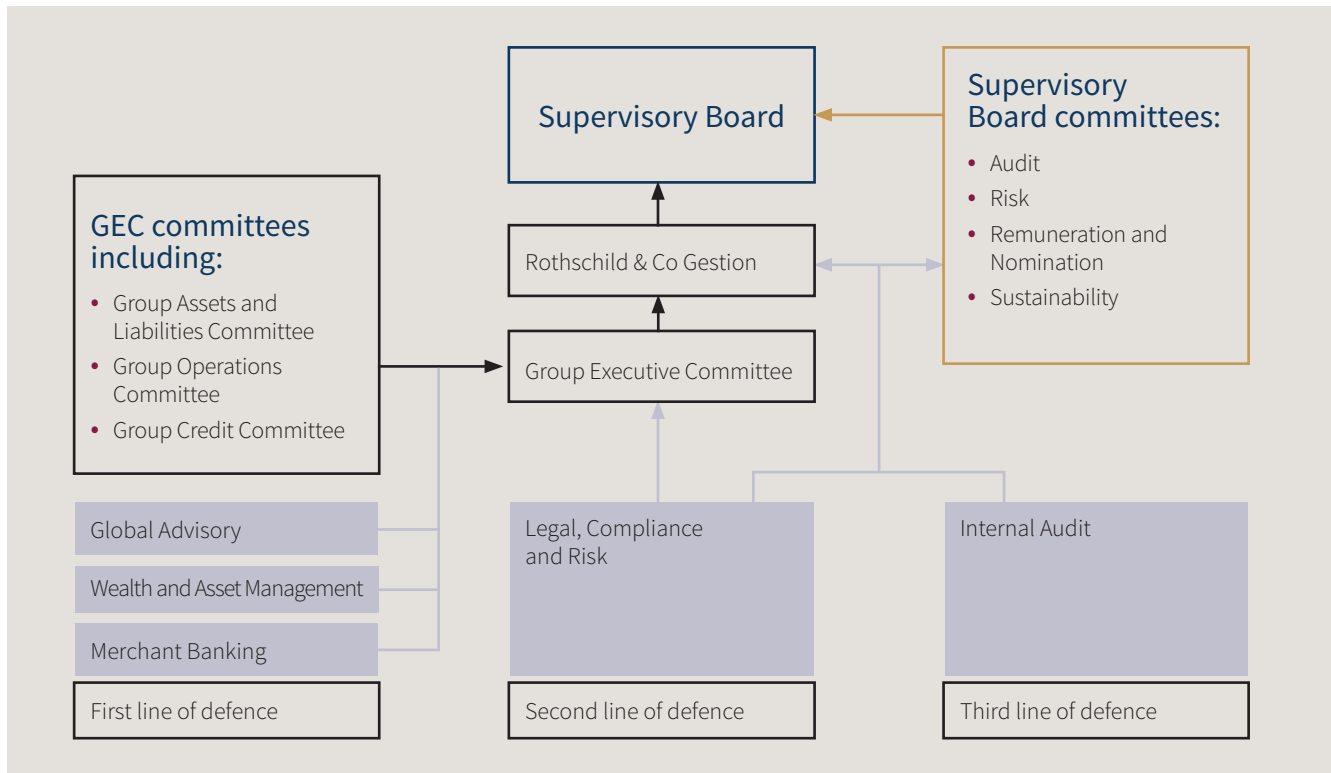 Supervisory Board
Supervisory
Board committees:
• Audit
• Risk
• Remuneration and
Nomination
• Sustainability
GEC committees
including:
• Group Assets and
Liabilities Committee
• Group Operations
Committee
• Group Credit Committee
Rothschild & Co Gestion
Group Executive Committee
Global Advisory
Wealth and Asset Management
Merchant Banking
First line of defence
Legal, Compliance
and Risk
Second line of defence
Internal Audit
Third line of defence